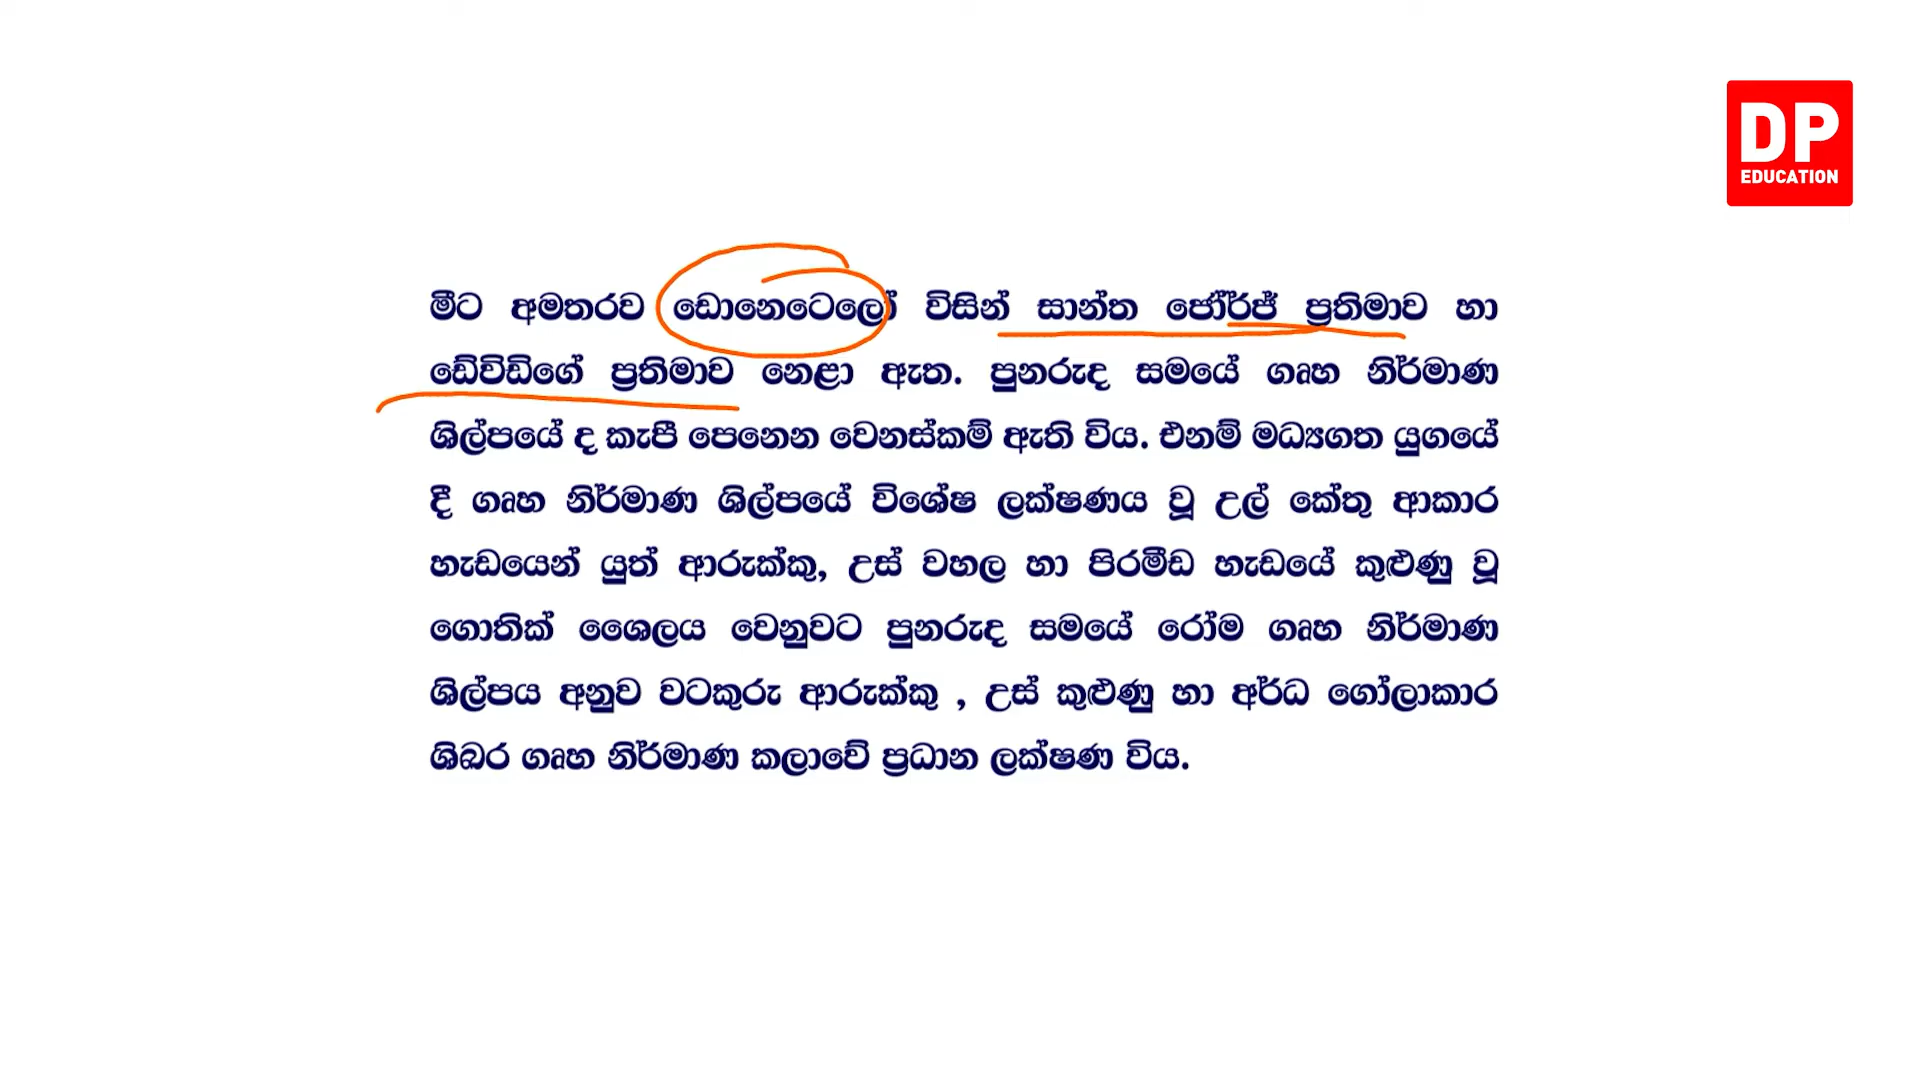 DP
EDUCATION
මීට අමතරව ඩොනෙටෙලෝ විසින් සාන්ත ජෝර්ජ් ප්‍රතිමාව හා
ඩේවිඩ්ගේ ප්‍රතිමාව නෙළා ඇත. පුනරුද සමයේ ගෘහ නිර්මාණ
ශිල්පයේ ද කැපී පෙනෙන වෙනස්කම් ඇති විය. එනම් මධ්‍යගත යුගයේ
දී ගෘහ නිර්මාණ ශිල්පයේ විශේෂ ලක්ෂණය වූ උල් කේතු ආකාර
හැඩයෙන් යුත් ආරුක්කු, උස් වහල හා පිරමීඩ හැඩයේ කුළුණු වූ
ගොතික් ශෛලය වෙනුවට පුනරුද සමයේ රෝම ගෘහ නිර්මාණ
ශිල්පය අනුව වටකුරු ආරුක්කු , උස් කුළුණු හා අර්ධ ගෝලාකාර
ශිඛර ගෘහ නිර්මාණ කලාවේ ප්‍රධාන ලක්ෂණ විය.